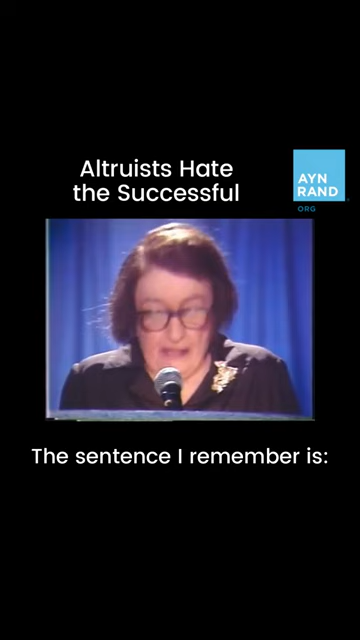 Altruists Hate
the Successful
AYN
RAND
ORG
The sentence I remember is: